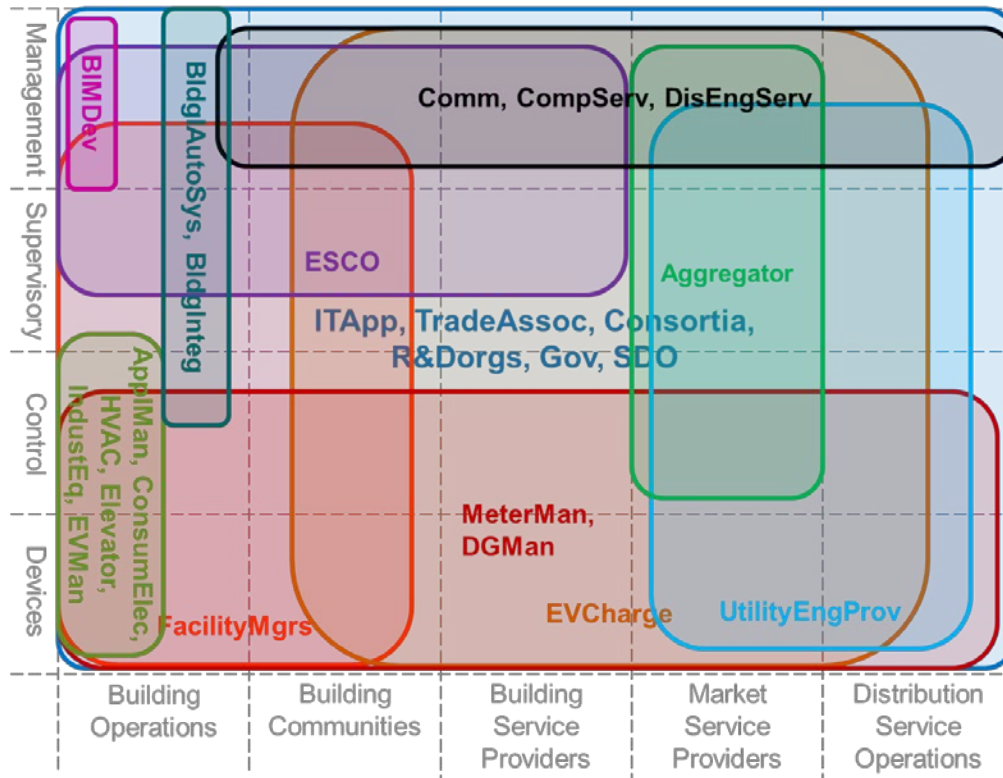 Management
Supervisory
Control
Devices
BIMDev
BldglAutoSys, BldgInteg
Comm, CompServ, DisEngServ
ESCO
Aggregator
ITApp, TradeAssoc, Consortia,
R&Dorgs, Gov, SDO
ApplMan, ConsumElec,
HVAC, Elevator,
IndustEq, EVMan
MeterMan,
DGMan
FacilityMgrs
EVCharge
UtilityEngProv
Building
Operations
Building
Communities
Building
Service
Providers
Market
Service
Providers
Distribution
Service
Operations